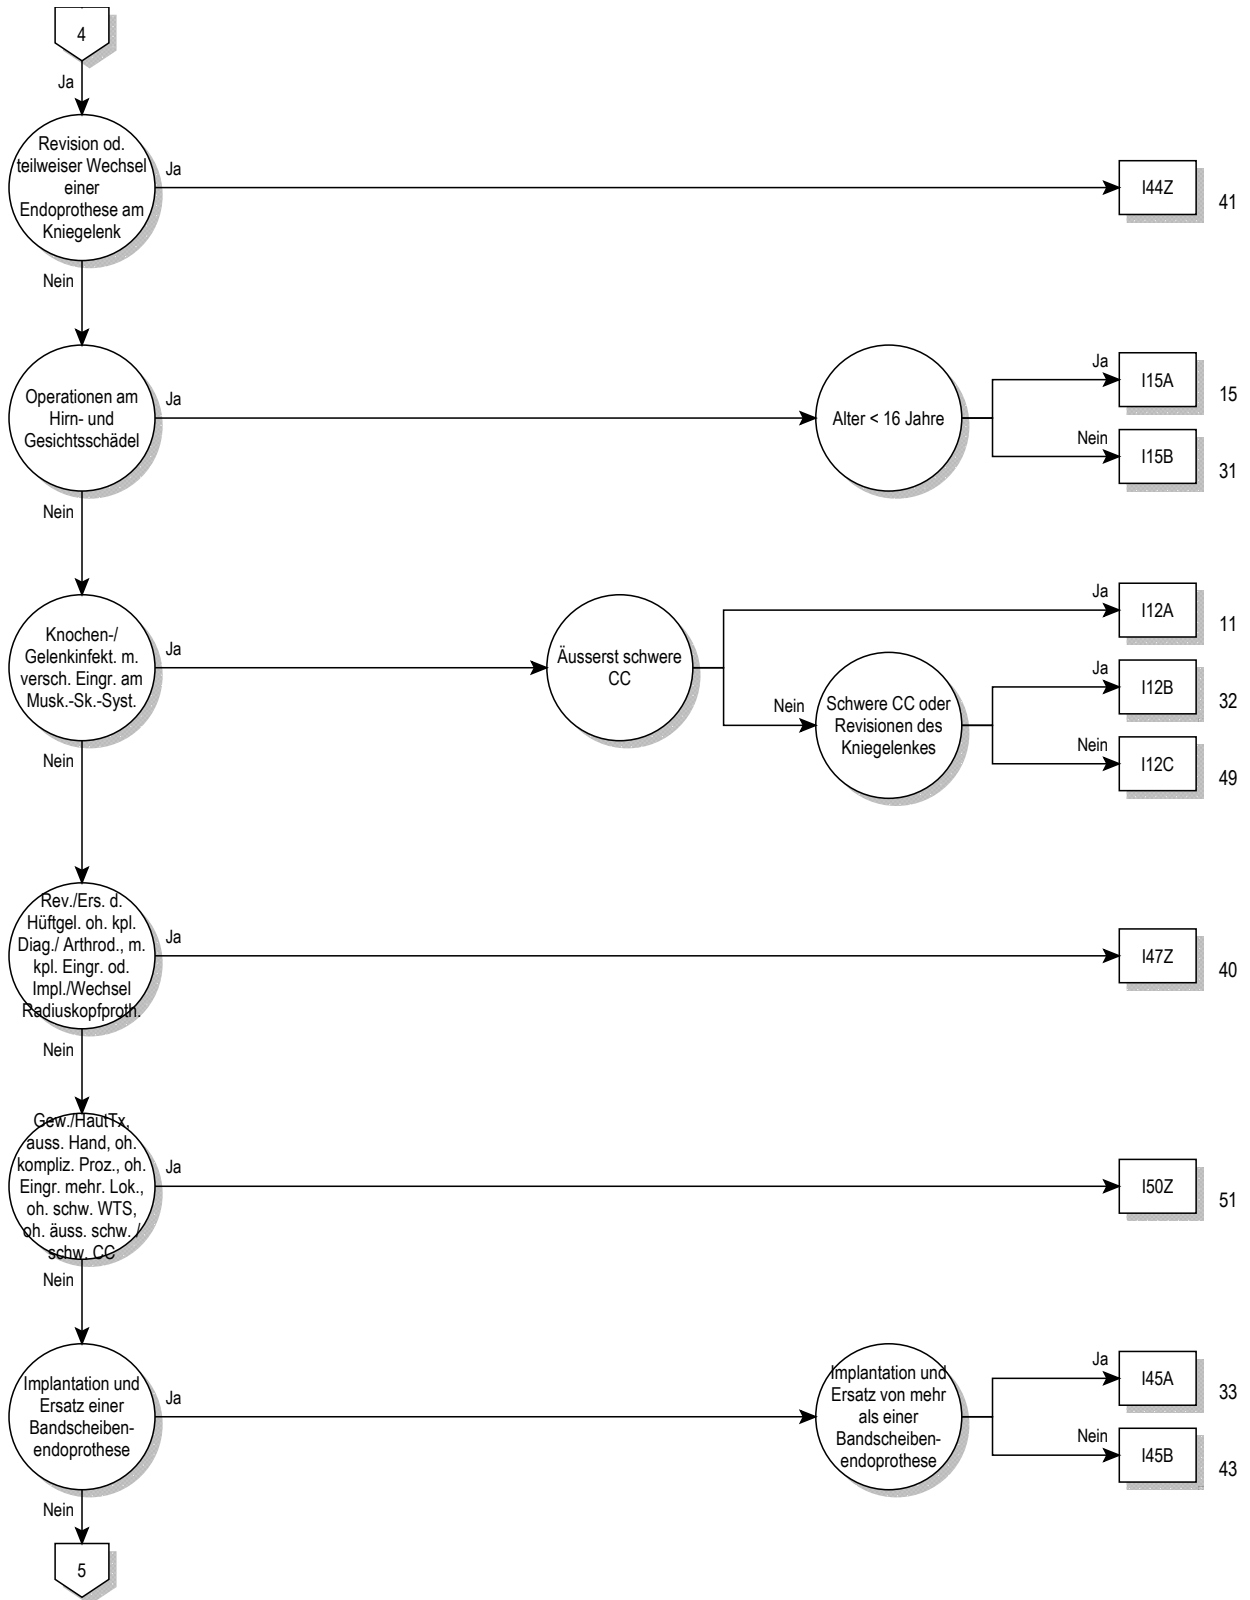 4
Ja
Revision od.
teilweiser Wechsel
einer
Endoprothese am
Kniegelenk
Ja
I44Z
41
Nein
Operationen am
Hirn- und
Gesichtsschädel
Ja
Alter < 16 Jahre
Ja
I15A
15
Nein
I15B
31
Nein
Knochen-/
Gelenkinfekt. m.
versch. Eingr. am
Musk.-Sk.-Syst.
Ja
Äusserst schwere
CC
Ja
I12A
11
Nein
Schwere CC oder
Revisionen des
Kniegelenkes
Ja
I12B
32
Nein
I12C
49
Nein
Rev./Ers. d.
Hüftgel. oh. kpl.
Diag./ Arthrod., m.
kpl. Eingr. od.
Impl./Wechsel
Radiuskopfproth.
Ja
I47Z
40
Nein
Gew./HautTx,
auss. Hand, oh.
kompliz. Proz., oh.
Eingr. mehr. Lok.,
oh. schw. WTS,
oh. äuss. schw. /
schw. CC
Ja
I50Z
51
Nein
Implantation und
Ersatz einer
Bandscheiben-
endoprothese
Ja
Implantation und
Ersatz von mehr
als einer
Bandscheiben-
endoprothese
Ja
I45A
33
Nein
I45B
43
Nein
5